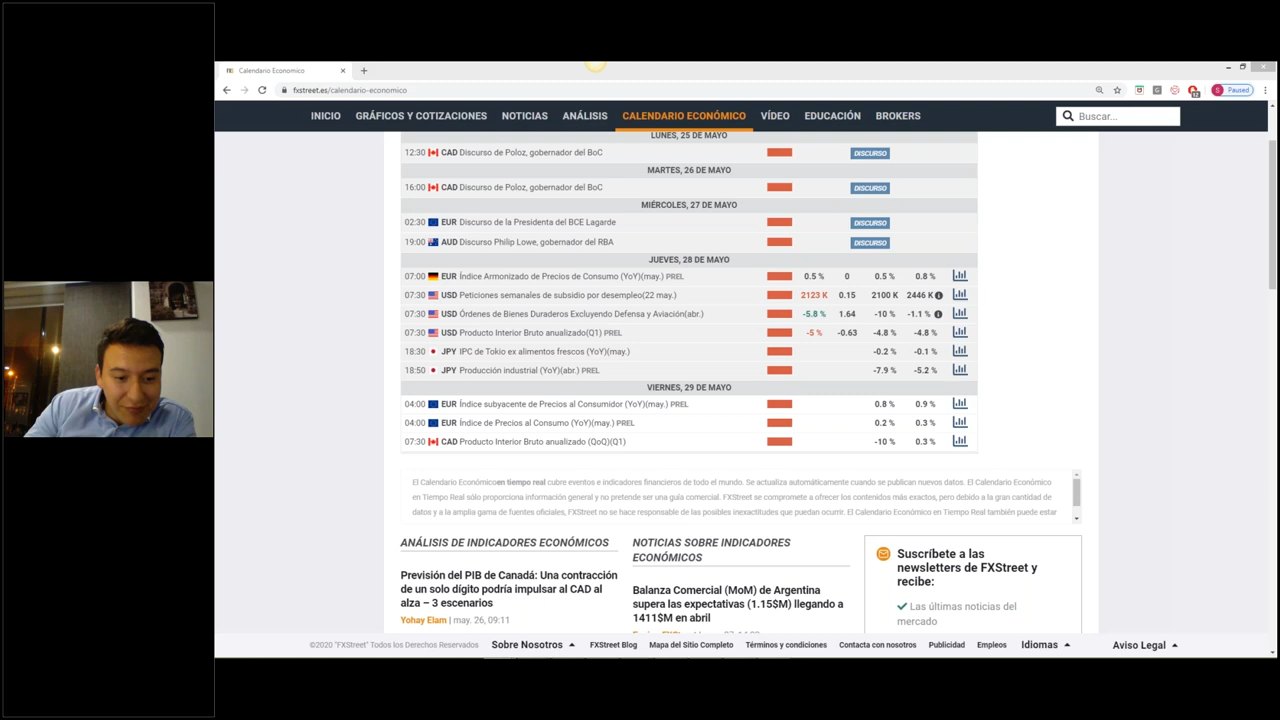 Calendario Economico
fxstreet.es/calendario-economico
Paused
INICIO GRÁFICOS Y COTIZACIONES NOTICIAS ANÁLISIS CALENDARIO ECONÓMICO VÍDEO EDUCACIÓN BROKERS Buscar...
LUNES, 25 DE MAYO
12:30 CAD Discurso de Poloz, gobernador del BoC DISCURSO
MARTES, 26 DE MAYO
16:00 CAD Discurso de Poloz, gobernador del BoC DISCURSO
MIÉRCOLES, 27 DE MAYO
02:30 EUR Discurso de la Presidenta del BCE Lagarde DISCURSO
19:00 AUD Discurso Philip Lowe, gobernador del RBA DISCURSO
JUEVES, 28 DE MAYO
07:00 EUR Índice Armonizado de Precios de Consumo (YoY)(may.) PREL 0.5 % 0 0.5 % 0.8 %
07:30 USD Peticiones semanales de subsidio por desempleo(22 may.) 2123 K 0.15 2100 K 2446 K
07:30 USD Órdenes de Bienes Duraderos Excluyendo Defensa y Aviación(abr.) -5.8 % 1.64 -10 % -1.1 %
07:30 USD Producto Interior Bruto anualizado(Q1) PREL -5 % -0.63 -4.8 % -4.8 %
18:30 JPY IPC de Tokio ex alimentos frescos (YoY)(may.) -0.2 % -0.1 %
18:50 JPY Producción industrial (YoY)(abr.) PREL -7.9 % -5.2 %
VIERNES, 29 DE MAYO
04:00 EUR Índice subyacente de Precios al Consumidor (YoY)(may.) PREL 0.8 % 0.9 %
04:00 EUR Índice de Precios al Consumo (YoY)(may.) PREL 0.2 % 0.3 %
07:30 CAD Producto Interior Bruto anualizado (QoQ)(Q1) -10 % 0.3 %
El Calendario Económicoen tiempo real cubre eventos e indicadores financieros de todo el mundo. Se actualiza automáticamente cuando se publican nuevos datos. El Calendario Económico
en Tiempo Real sólo proporciona información general y no pretende ser una guía comercial. FXStreet se compromete a ofrecer los contenidos más exactos, pero debido a la gran cantidad de
datos y a la amplia gama de fuentes oficiales, FXStreet no se hace responsable de las posibles inexactitudes que puedan ocurrir. El Calendario Económico en Tiempo Real también puede estar
ANÁLISIS DE INDICADORES ECONÓMICOS
Previsión del PIB de Canadá: Una contracción
de un solo dígito podría impulsar al CAD al
alza – 3 escenarios
Yohay Elam | may. 26, 09:11
NOTICIAS SOBRE INDICADORES
ECONÓMICOS
Balanza Comercial (MoM) de Argentina
supera las expectativas (1.15$M) llegando a
1411$M en abril
Suscríbete a las
newsletters de FXStreet y
recibe:
Las últimas noticias del
mercado
©2020 "FXStreet" Todos los Derechos Reservados Sobre Nosotros FXStreet Blog Mapa del Sitio Completo Términos y condiciones Contacta con nosotros Publicidad Empleos Idiomas Aviso Legal